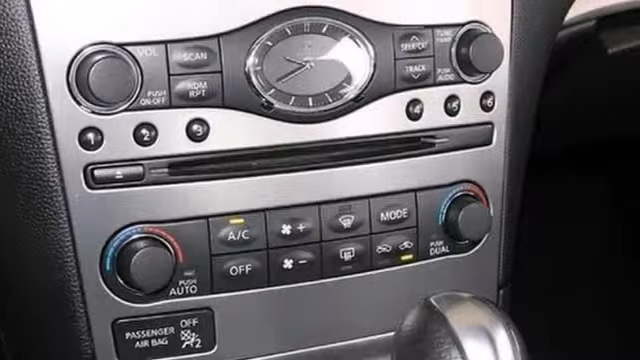 VOL
SCAN
RDM
RPT
PUSH
ON·OFF
SEEK/CAT
TRACK
TUNE
PUSH
AUDIO
1
2
3
4
5
6
A/C
MODE
OFF
PUSH
AUTO
PUSH
DUAL
PASSENGER
AIR BAG
OFF
2